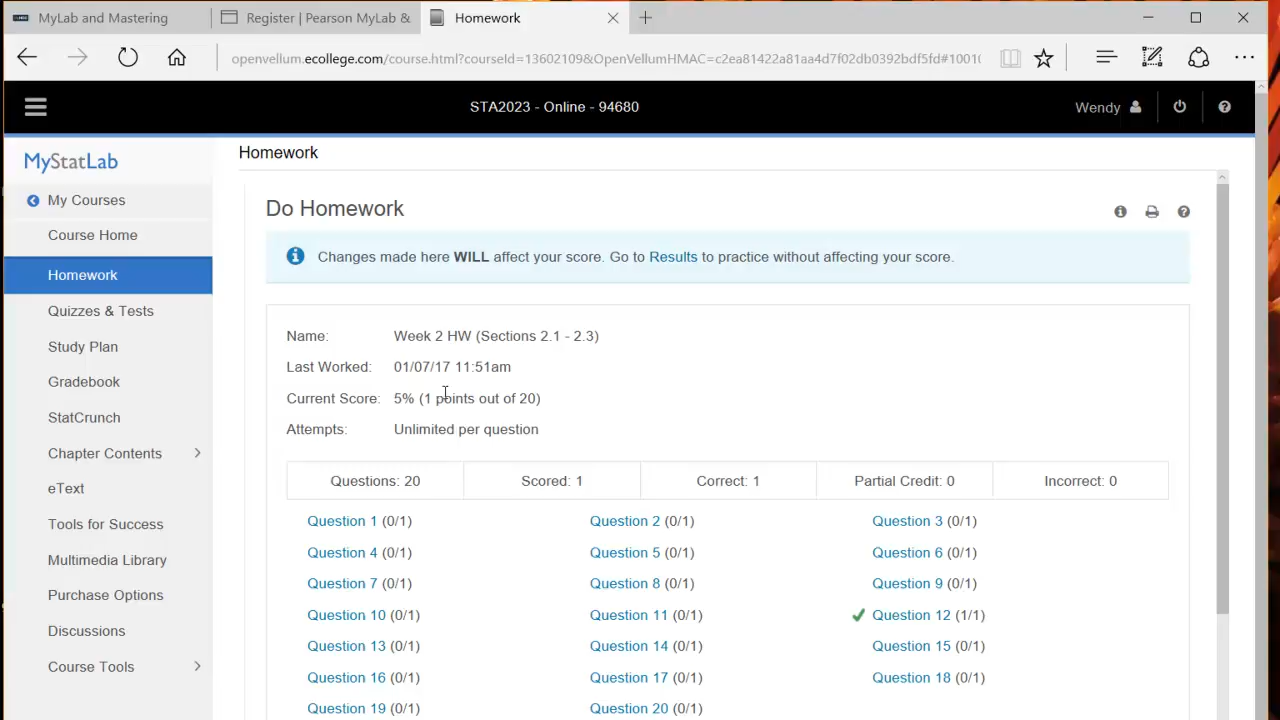 MyLab and Mastering
Register | Pearson MyLab &
Homework
openvellum.ecollege.com/course.html?courseId=13602109&OpenVellumHMAC=c2ea81422a81aa4d7f02db0392bdf5fd#10010
STA2023 - Online - 94680
Wendy
MyStatLab
My Courses
Course Home
Homework
Quizzes & Tests
Study Plan
Gradebook
StatCrunch
Chapter Contents
eText
Tools for Success
Multimedia Library
Purchase Options
Discussions
Course Tools
Homework
Do Homework
Changes made here WILL affect your score. Go to Results to practice without affecting your score.
Name: Week 2 HW (Sections 2.1 - 2.3)
Last Worked: 01/07/17 11:51am
Current Score: 5% (1 points out of 20)
Attempts: Unlimited per question
Questions: 20 Scored: 1 Correct: 1 Partial Credit: 0 Incorrect: 0
Question 1 (0/1) Question 2 (0/1) Question 3 (0/1)
Question 4 (0/1) Question 5 (0/1) Question 6 (0/1)
Question 7 (0/1) Question 8 (0/1) Question 9 (0/1)
Question 10 (0/1) Question 11 (0/1) Question 12 (1/1)
Question 13 (0/1) Question 14 (0/1) Question 15 (0/1)
Question 16 (0/1) Question 17 (0/1) Question 18 (0/1)
Question 19 (0/1) Question 20 (0/1)